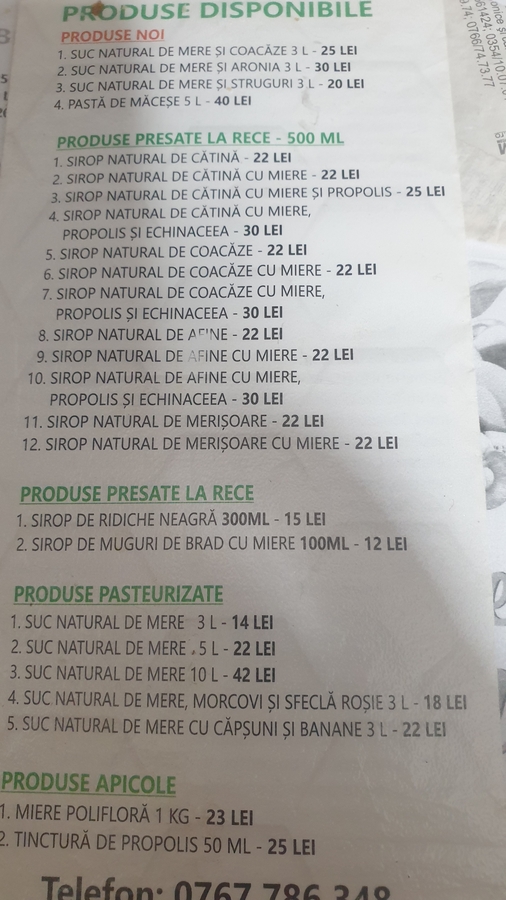 PRODUSE DISPONIBILE
PRODUSE NOI
1. SUC NATURAL DE MERE ȘI COACĂZE 3 L - 25 LEI
2. SUC NATURAL DE MERE ȘI ARONIA 3 L - 30 LEI
3. SUC NATURAL DE MERE ȘI STRUGURI 3 L - 20 LEI
4. PASTĂ DE MĂCEȘE 5 L - 40 LEI
PRODUSE PRESATE LA RECE - 500 ML
1. SIROP NATURAL DE CĂTINĂ - 22 LEI
2. SIROP NATURAL DE CĂTINĂ CU MIERE - 22 LEI
3. SIROP NATURAL DE CĂTINĂ CU MIERE ȘI PROPOLIS - 25 LEI
4. SIROP NATURAL DE CĂTINĂ CU MIERE,
PROPOLIS ȘI ECHINACEEA - 30 LEI
5. SIROP NATURAL DE COACĂZE - 22 LEI
6. SIROP NATURAL DE COACĂZE CU MIERE - 22 LEI
7. SIROP NATURAL DE COACĂZE CU MIERE,
PROPOLIS ȘI ECHINACEEA - 30 LEI
8. SIROP NATURAL DE AFINE - 22 LEI
9. SIROP NATURAL DE AFINE CU MIERE - 22 LEI
10. SIROP NATURAL DE AFINE CU MIERE,
PROPOLIS ȘI ECHINACEEA - 30 LEI
11. SIROP NATURAL DE MERIȘOARE - 22 LEI
12. SIROP NATURAL DE MERIȘOARE CU MIERE - 22 LEI
PRODUSE PRESATE LA RECE
1. SIROP DE RIDICHE NEAGRĂ 300ML - 15 LEI
2. SIROP DE MUGURI DE BRAD CU MIERE 100ML - 12 LEI
PRODUSE PASTEURIZATE
1. SUC NATURAL DE MERE 3 L - 14 LEI
2. SUC NATURAL DE MERE 5 L - 22 LEI
3. SUC NATURAL DE MERE 10 L - 42 LEI
4. SUC NATURAL DE MERE, MORCOVI ȘI SFECLĂ ROȘIE 3 L - 18 LEI
5. SUC NATURAL DE MERE CU CĂPȘUNI ȘI BANANE 3 L - 22 LEI
PRODUSE APICOLE
1. MIERE POLIFLORĂ 1 KG - 23 LEI
2. TINCTURĂ DE PROPOLIS 50 ML - 25 LEI
Telefon: 0767 786 348